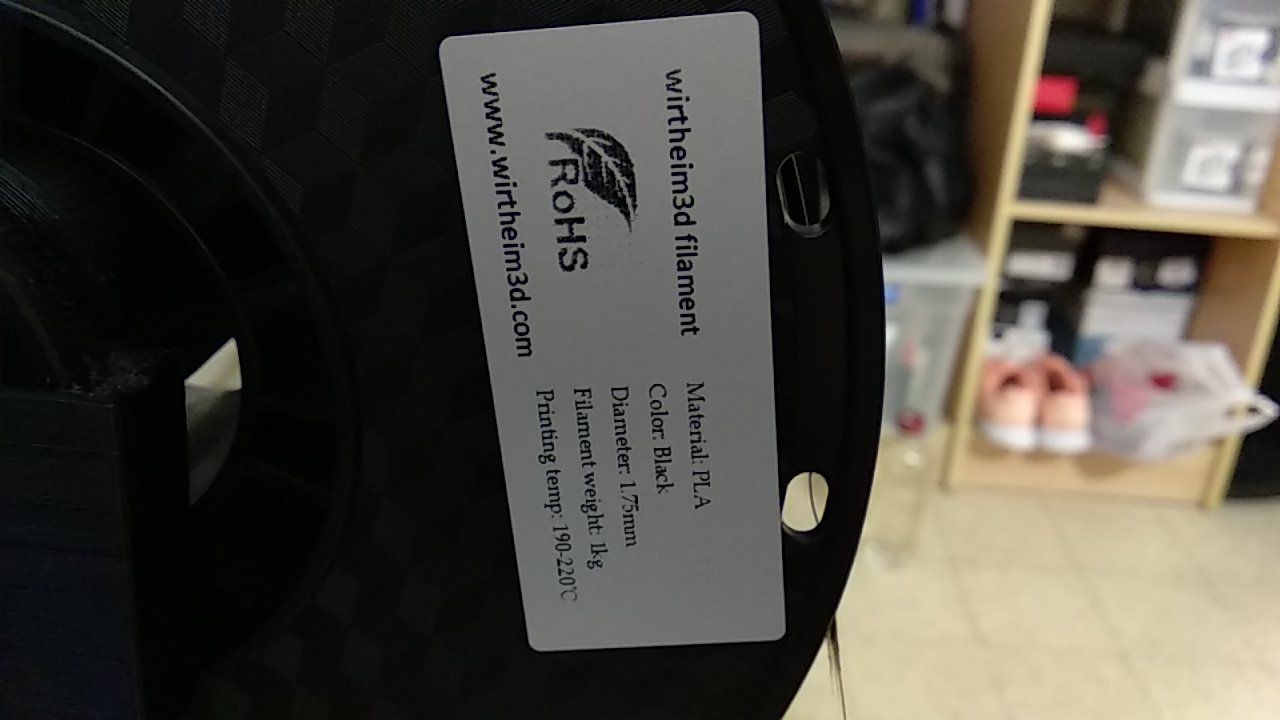 wirtheim3d filament
RoHS
www.wirtheim3d.com
Material: PLA
Color: Black
Diameter: 1.75mm
Filament weight: 1kg
Printing temp: 190-220℃